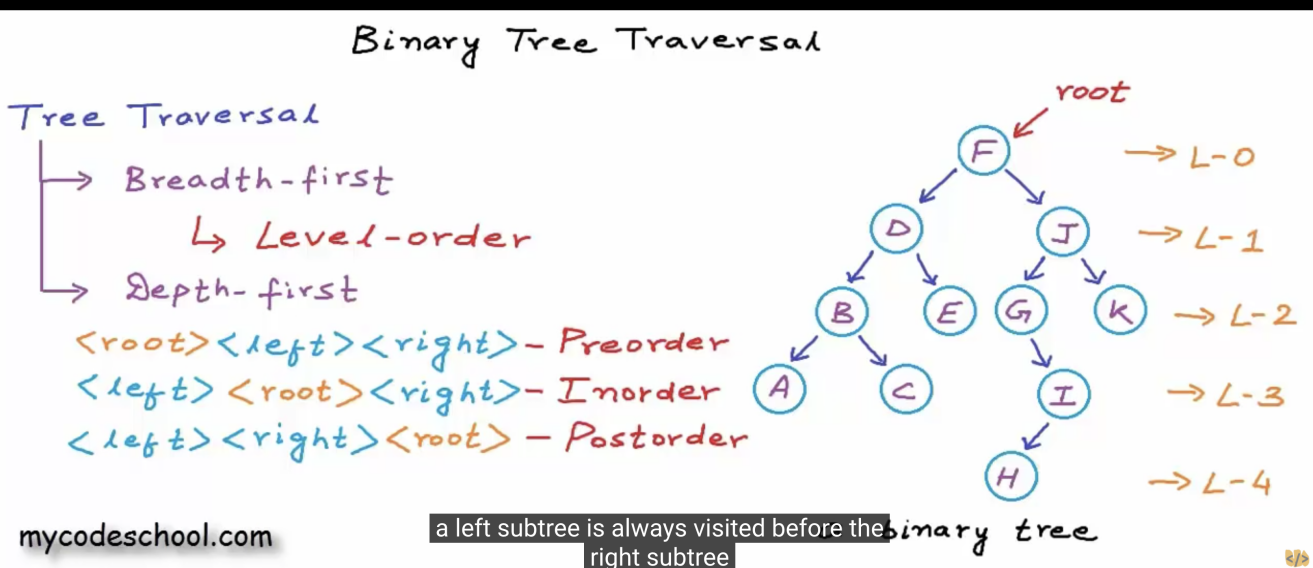 Binary Tree Traversal
Tree Traversal
Breadth-first
Level-order
Depth-first
<root><left><right> - Preorder
<left><root><right> - Inorder
<left><right><root> - Postorder
root
F
L-0
D
J
L-1
B
E
G
K
L-2
A
C
I
L-3
H
L-4
binary tree
mycodeschool.com
a left subtree is always visited before the
right subtree
</>